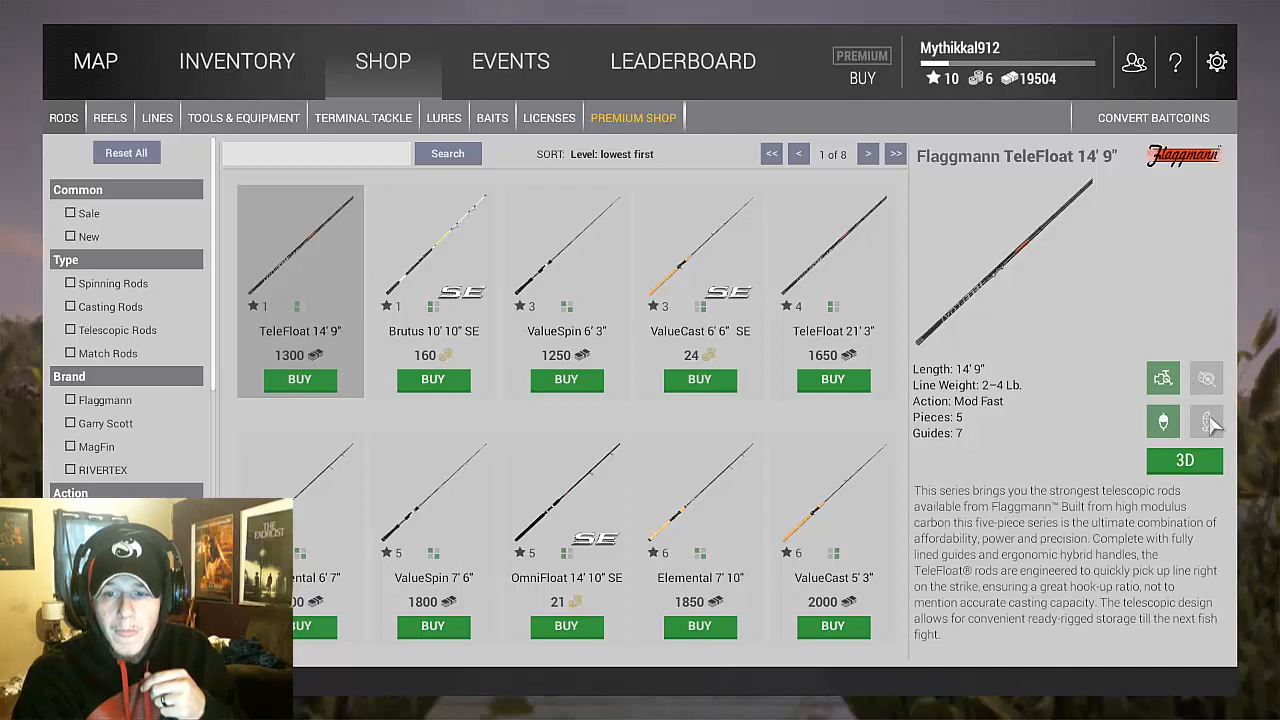 MAP INVENTORY SHOP EVENTS LEADERBOARD
PREMIUM
BUY
Mythikkal912
10 6 19504
RODS REELS LINES TOOLS & EQUIPMENT TERMINAL TACKLE LURES BAITS LICENSES PREMIUM SHOP CONVERT BAITCOINS
Reset All
Search
SORT: Level: lowest first
<< < 1 of 8 > >>
Common
Sale
New
Type
Spinning Rods
Casting Rods
Telescopic Rods
Match Rods
Brand
Flaggmann
Garry Scott
MagFin
RIVERTEX
Action
1
TeleFloat 14' 9"
1300
BUY
SE
1
Brutus 10' 10" SE
160
BUY
3
ValueSpin 6' 3"
1250
BUY
SE
3
ValueCast 6' 6" SE
24
BUY
4
TeleFloat 21' 3"
1650
BUY
ental 6' 7"
00
UY
5
ValueSpin 7' 6"
1800
BUY
SE
5
OmniFloat 14' 10" SE
21
BUY
6
Elemental 7' 10"
1850
BUY
6
ValueCast 5' 3"
2000
BUY
Flaggmann TeleFloat 14' 9"
Flaggmann
Length: 14' 9"
Line Weight: 2–4 Lb.
Action: Mod Fast
Pieces: 5
Guides: 7
3D
This series brings you the strongest telescopic rods
available from Flaggmann™ Built from high modulus
carbon this five-piece series is the ultimate combination of
affordability, power and precision. Complete with fully
lined guides and ergonomic hybrid handles, the
TeleFloat® rods are engineered to quickly pick up line right
on the strike, ensuring a great hook-up ratio, not to
mention accurate casting capacity. The telescopic design
allows for convenient ready-rigged storage till the next fish
fight.
THE
EXORCIST